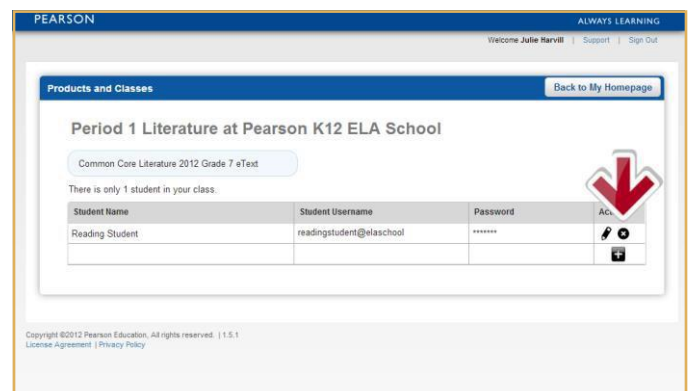 PEARSON
ALWAYS LEARNING
Welcome Julie Harvill | Support | Sign Out
Products and Classes
Back to My Homepage
Period 1 Literature at Pearson K12 ELA School
Common Core Literature 2012 Grade 7 eText
There is only 1 student in your class.
Student Name Student Username Password
Reading Student readingstudent@elaschool *******
Copyright ©2012 Pearson Education, All rights reserved. | 1.5.1
License Agreement | Privacy Policy